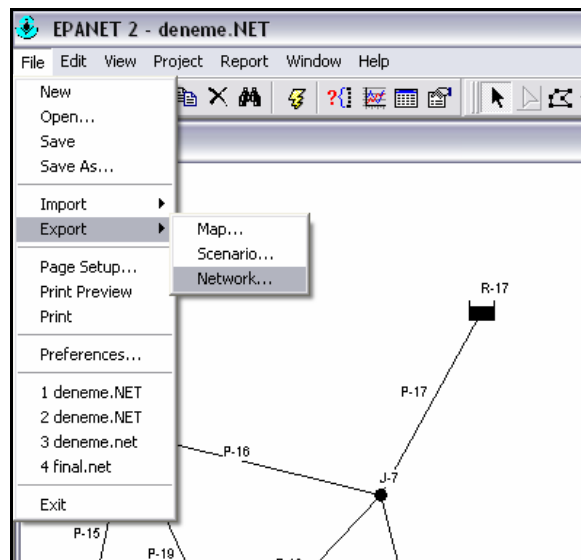 EPANET 2 - deneme.NET
File Edit View Project Report Window Help
New
Open...
Save
Save As...
Import
Export
Map...
Scenario...
Network...
Page Setup...
Print Preview
Print
Preferences...
1 deneme.NET
2 deneme.NET
3 deneme.net
4 final.net
Exit
R-17
P-17
P-16
J-7
P-15
P-19